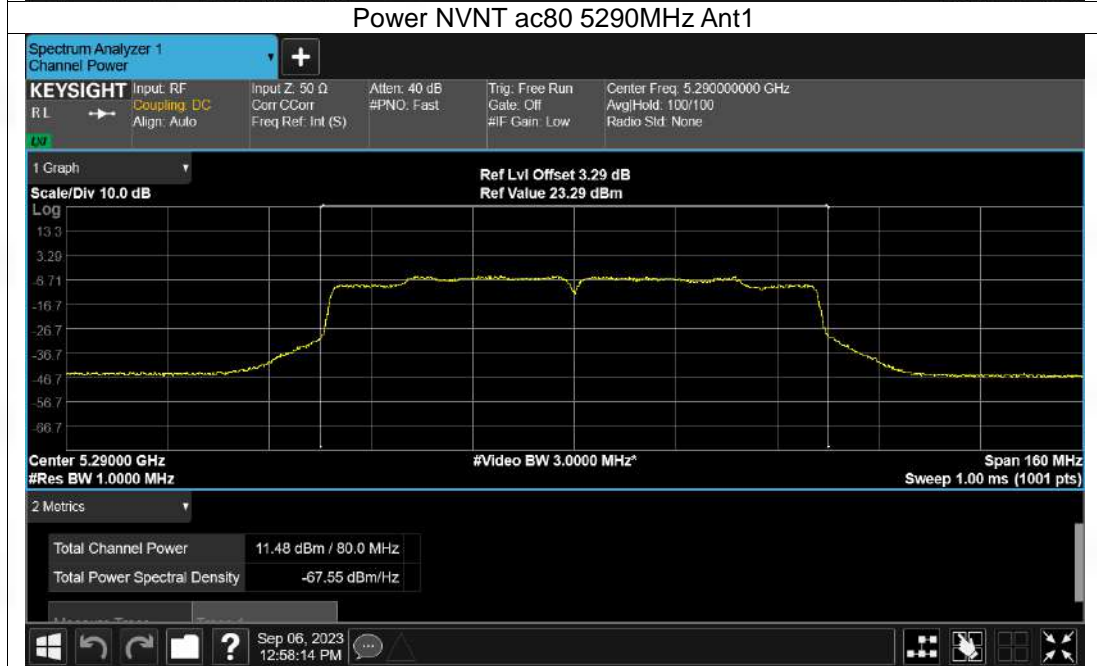 Power NVNT ac80 5290MHz Ant1
Spectrum Analyzer 1
Channel Power
KEYSIGHT
RL
Input: RF
Coupling: DC
Align: Auto
Input Z: 50 Ω
Corr CCorr
Freq Ref: Int (S)
Atten: 40 dB
#PNO: Fast
Trig: Free Run
Gate: Off
#IF Gain: Low
Center Freq: 5.290000000 GHz
Avg|Hold: 100/100
Radio Std: None
1 Graph
Scale/Div 10.0 dB
Ref Lvl Offset 3.29 dB
Ref Value 23.29 dBm
Log
13.3
3.29
-6.71
-16.7
-26.7
-36.7
-46.7
-56.7
-66.7
Center 5.29000 GHz
#Video BW 3.0000 MHz*
Span 160 MHz
#Res BW 1.0000 MHz
Sweep 1.00 ms (1001 pts)
2 Metrics
Total Channel Power 11.48 dBm / 80.0 MHz
Total Power Spectral Density -67.55 dBm/Hz
?
Sep 06, 2023
12:58:14 PM